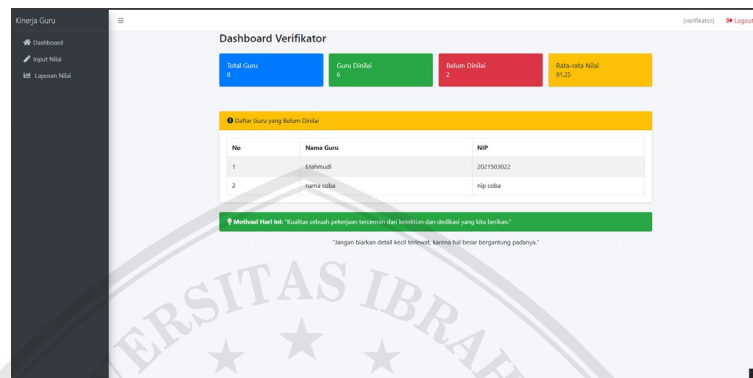 Kinerja Guru
(verifikator) Logout
Dashboard
Input Nilai
Laporan Nilai
Dashboard Verifikator
Total Guru
8
Guru Dinilai
6
Belum Dinilai
2
Rata-rata Nilai
81.25
Daftar Guru yang Belum Dinilai
No Nama Guru NIP
1 Mahmudi 2021503022
2 nama coba nip coba
Motivasi Hari Ini: "Kualitas sebuah pekerjaan tercermin dari ketelitian dan dedikasi yang kita berikan."
"Jangan biarkan detail kecil terlewat, karena hal besar bergantung padanya."
ERSITAS IBRAH